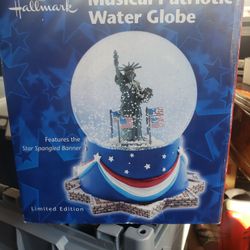 Hallmark
Musical Patriotic
Water Globe
Features the
Star Spangled Banner
Limited Edition